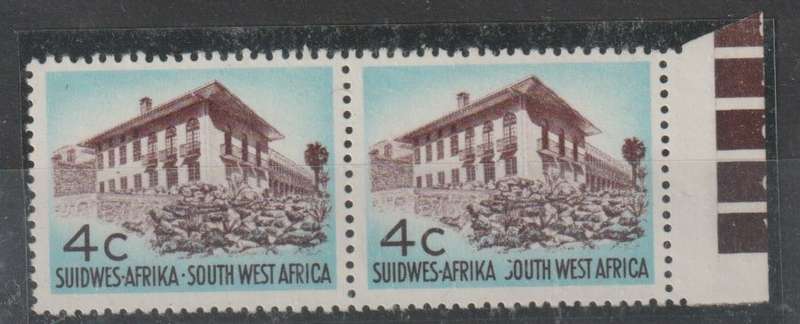 4c
SUIDWES-AFRIKA·SOUTH WEST AFRICA
4c
SUIDWES-AFRIKA SOUTH WEST AFRICA